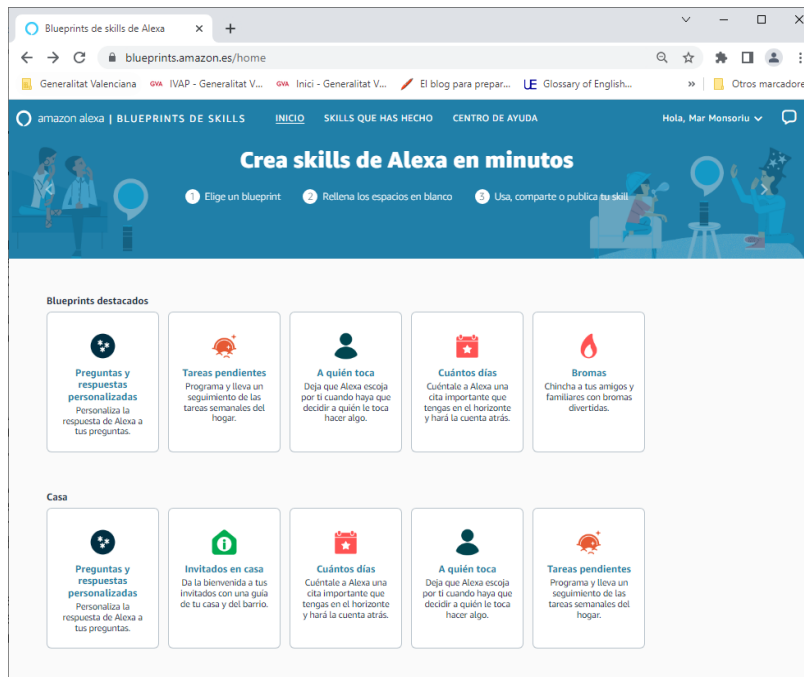 Blueprints de skills de Alexa
blueprints.amazon.es/home
Generalitat Valenciana GVA IVAP - Generalitat V... GVA Inici - Generalitat V... El blog para prepar... UE Glossary of English... » Otros marcadore
amazon alexa | BLUEPRINTS DE SKILLS INICIO SKILLS QUE HAS HECHO CENTRO DE AYUDA Hola, Mar Monsoriu
Crea skills de Alexa en minutos
1 Elige un blueprint 2 Rellena los espacios en blanco 3 Usa, comparte o publica tu skill
Blueprints destacados
Preguntas y
respuestas
personalizadas
Personaliza la
respuesta de Alexa a
tus preguntas.
Tareas pendientes
Programa y lleva un
seguimiento de las
tareas semanales del
hogar.
A quién toca
Deja que Alexa escoja
por ti cuando haya que
decidir a quién le toca
hacer algo.
Cuántos días
Cuéntale a Alexa una
cita importante que
tengas en el horizonte
y hará la cuenta atrás.
Bromas
Chincha a tus amigos y
familiares con bromas
divertidas.
Casa
Preguntas y
respuestas
personalizadas
Personaliza la
respuesta de Alexa a
tus preguntas.
Invitados en casa
Da la bienvenida a tus
invitados con una guía
de tu casa y del barrio.
Cuántos días
Cuéntale a Alexa una
cita importante que
tengas en el horizonte
y hará la cuenta atrás.
A quién toca
Deja que Alexa escoja
por ti cuando haya que
decidir a quién le toca
hacer algo.
Tareas pendientes
Programa y lleva un
seguimiento de las
tareas semanales del
hogar.